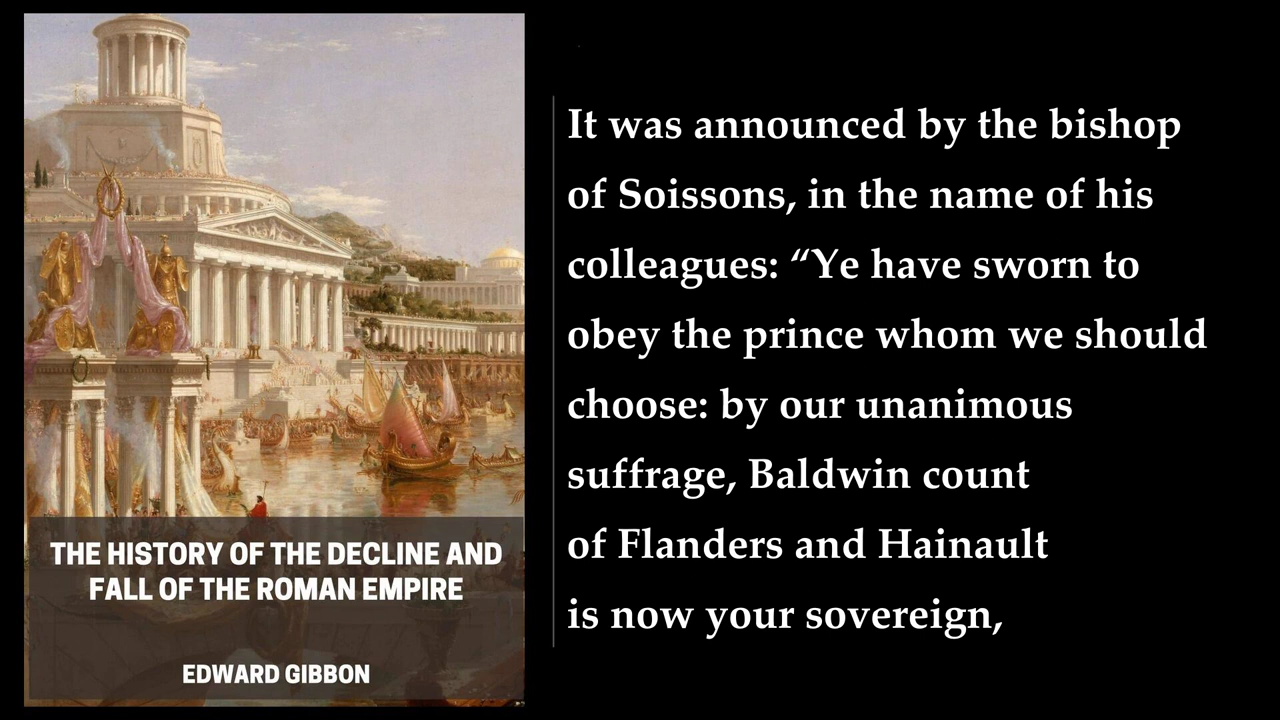 THE HISTORY OF THE DECLINE AND
FALL OF THE ROMAN EMPIRE
EDWARD GIBBON
It was announced by the bishop
of Soissons, in the name of his
colleagues: “Ye have sworn to
obey the prince whom we should
choose: by our unanimous
suffrage, Baldwin count
of Flanders and Hainault
is now your sovereign,